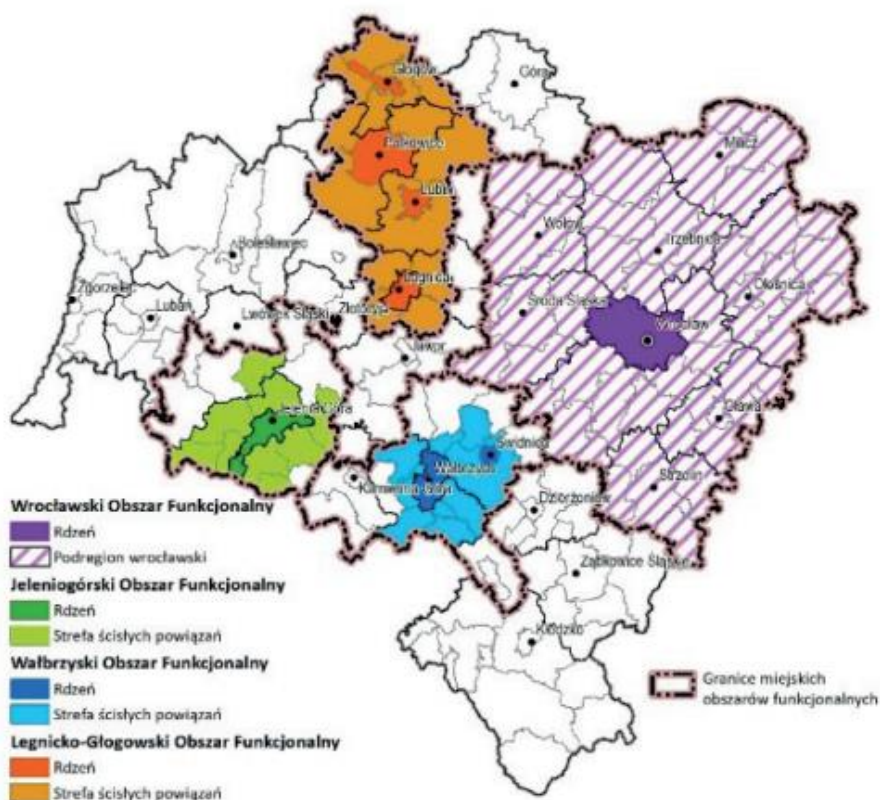 Głogów
Góra
Polkowice
Milicz
Lubin
Wołów
Trzebnica
Bolesławiec
Legnica
Oleśnica
Zgorzelec
Środa Śląska
Lubań
Lwówek Śląski
Złotoryja
Wrocław
Jawor
Jelenia Góra
Oława
Świdnica
Wałbrzych
Kamienna Góra
Strzelin
Dzierżoniów
Ząbkowice Śląskie
Kłodzko
Wrocławski Obszar Funkcjonalny
Rdzeń
Podregion wrocławski
Jeleniogórski Obszar Funkcjonalny
Rdzeń
Strefa ścisłych powiązań
Wałbrzyski Obszar Funkcjonalny
Rdzeń
Strefa ścisłych powiązań
Legnicko-Głogowski Obszar Funkcjonalny
Rdzeń
Strefa ścisłych powiązań
Granice miejskich
obszarów funkcjonalnych